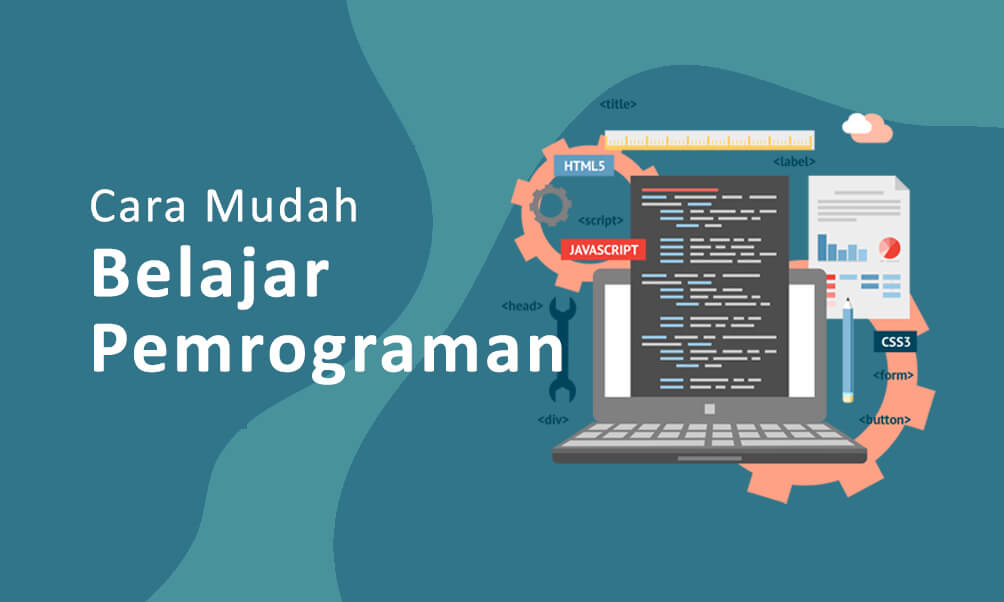 Cara Mudah
Belajar
Pemrograman
<title>
<label>
HTML5
<script>
JAVASCRIPT
<head>
CSS3
<form>
<div>
<button>